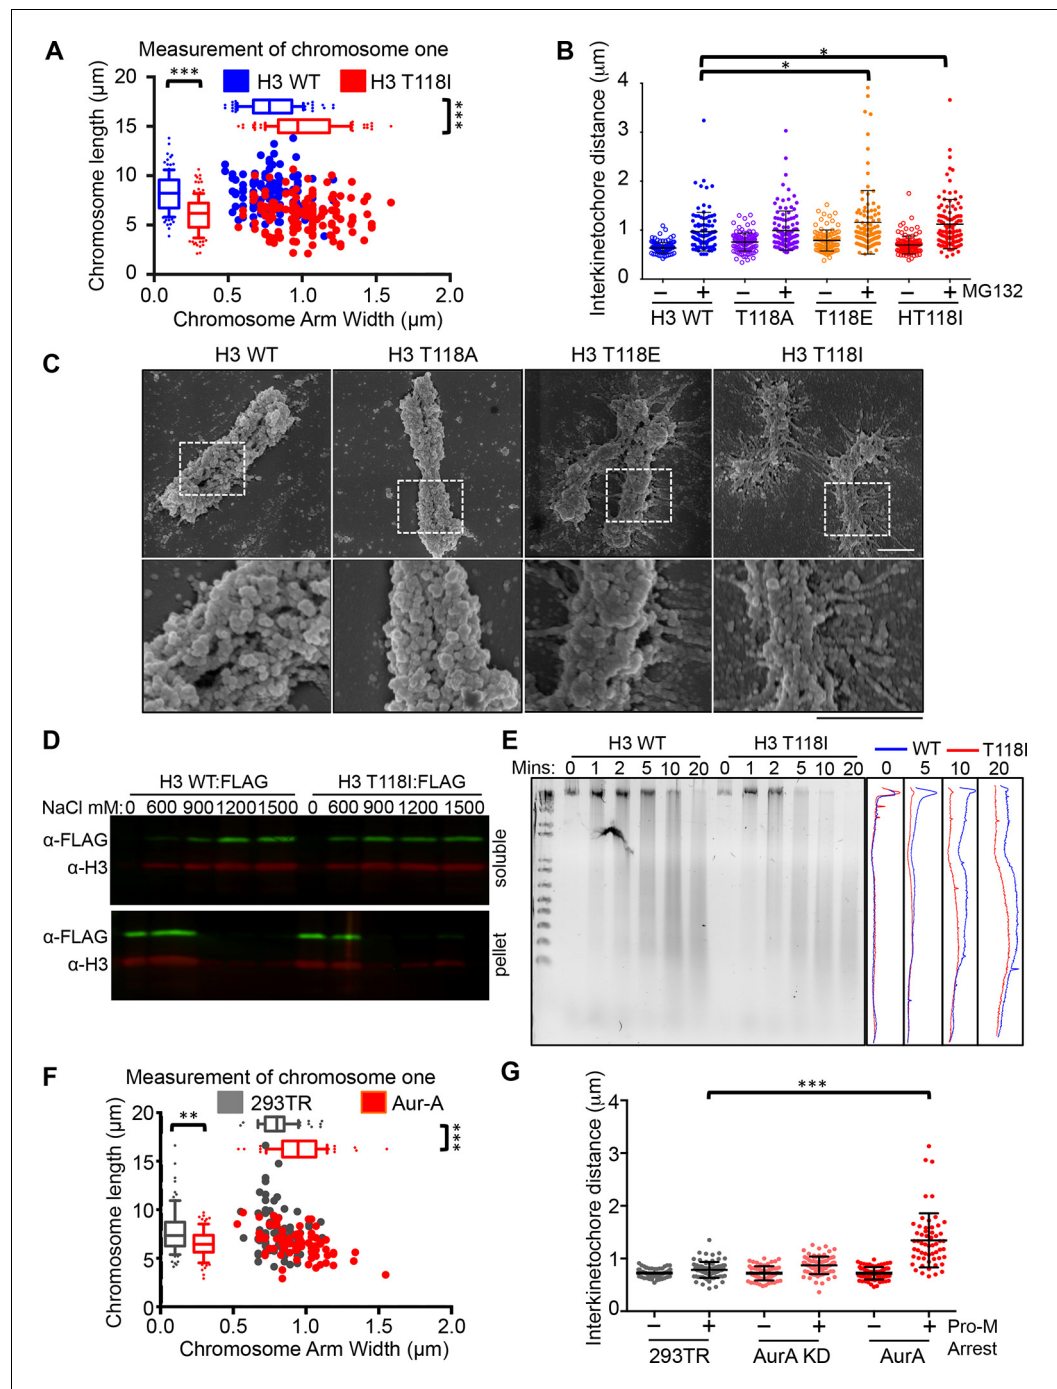 A
Measurement of chromosome one
H3 WT
H3 T118I
***
***
Chromosome length (µm)
20
15
10
5
0
0.0
0.5
1.0
1.5
2.0
Chromosome Arm Width (µm)
B
*
*
Interkinetochore distance (µm)
4
3
2
1
0
– + – + – + – + MG132
H3 WT T118A T118E HT118I
C
H3 WT
H3 T118A
H3 T118E
H3 T118I
D
H3 WT:FLAG H3 T118I:FLAG
NaCl mM: 0 600 900 1200 1500 0 600 900 1200 1500
α-FLAG
α-H3
soluble
α-FLAG
α-H3
pellet
E
H3 WT H3 T118I
Mins: 0 1 2 5 10 20 0 1 2 5 10 20
WT T118I
0 5 10 20
F
Measurement of chromosome one
293TR
Aur-A
**
***
Chromosome length (µm)
20
15
10
5
0
0.0
0.5
1.0
1.5
2.0
Chromosome Arm Width (µm)
G
***
Interkinetochore distance (µm)
4
3
2
1
0
– + – + – + Pro-M
Arrest
293TR AurA KD AurA